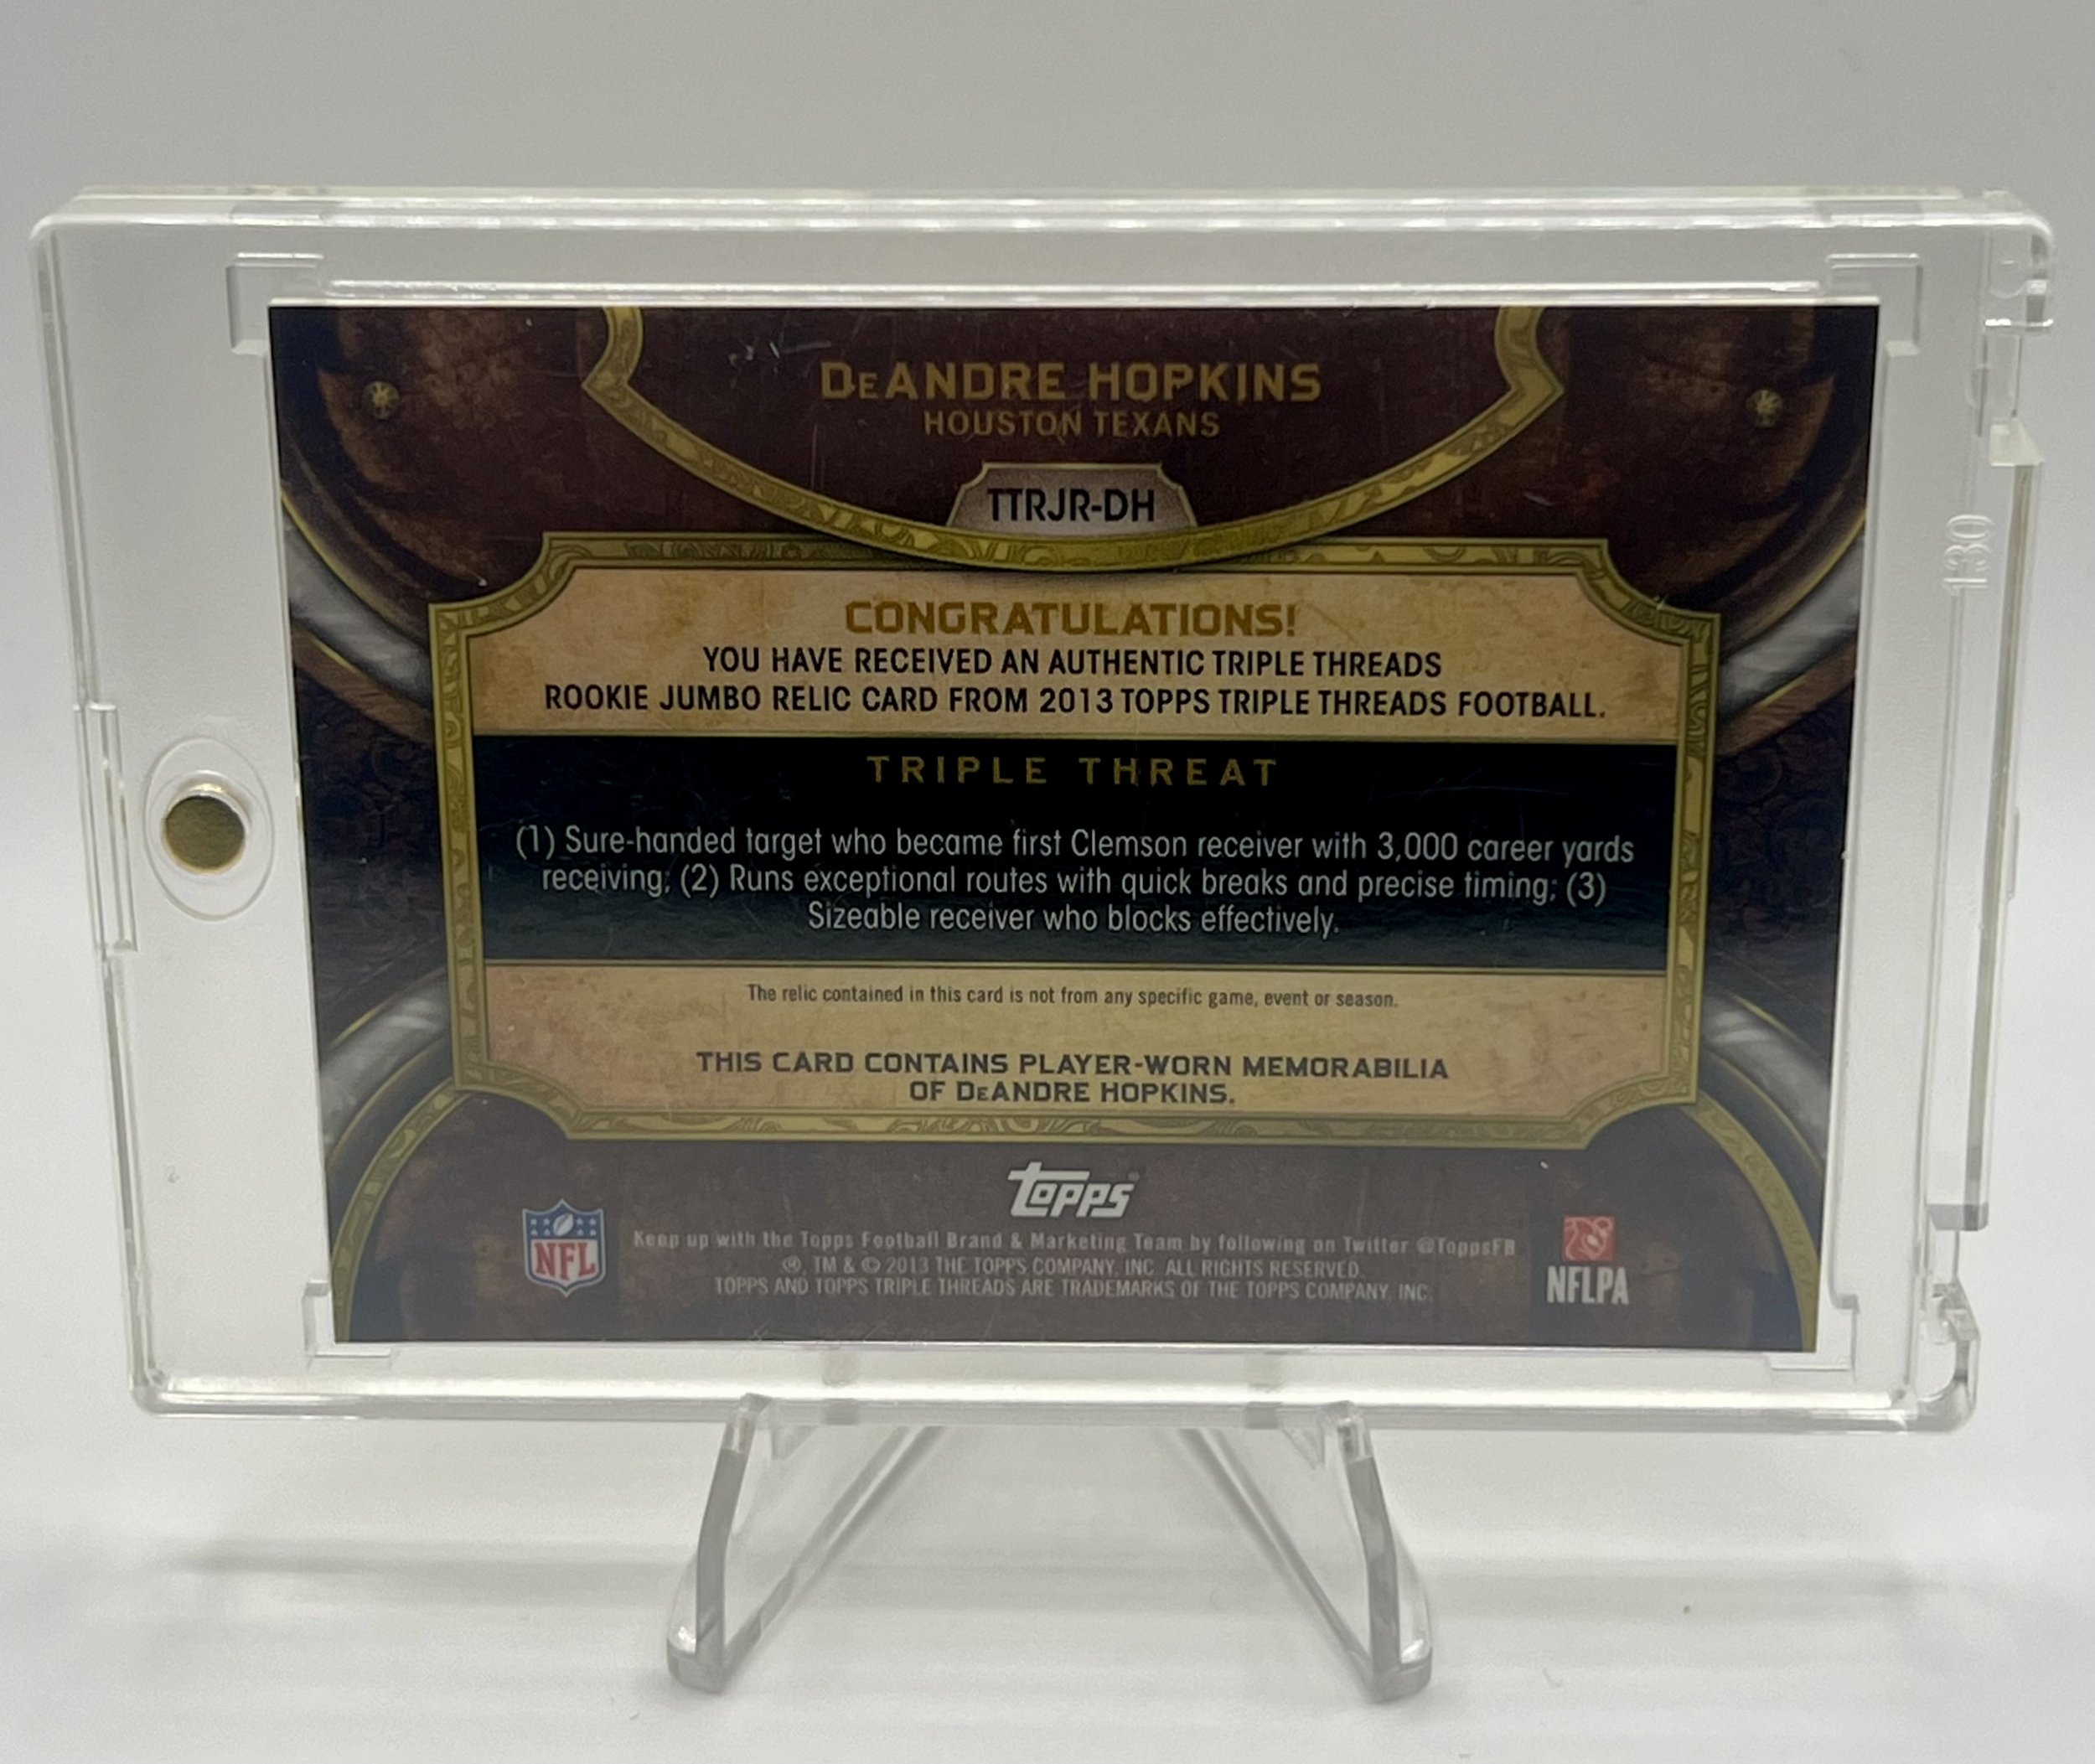 DeANDRE HOPKINS
HOUSTON TEXANS
TTRJR-DH
CONGRATULATIONS!
YOU HAVE RECEIVED AN AUTHENTIC TRIPLE THREADS
ROOKIE JUMBO RELIC CARD FROM 2013 TOPPS TRIPLE THREADS FOOTBALL.
TRIPLE THREAT
(1) Sure-handed target who became first Clemson receiver with 3,000 career yards
receiving; (2) Runs exceptional routes with quick breaks and precise timing; (3)
Sizeable receiver who blocks effectively.
The relic contained in this card is not from any specific game, event or season.
THIS CARD CONTAINS PLAYER-WORN MEMORABILIA
OF DeANDRE HOPKINS.
topps
NFL
Keep up with the Topps Football Brand & Marketing Team by following on Twitter @ToppsFB
®, TM & © 2013 THE TOPPS COMPANY, INC. ALL RIGHTS RESERVED.
TOPPS AND TOPPS TRIPLE THREADS ARE TRADEMARKS OF THE TOPPS COMPANY, INC.
NFLPA
130